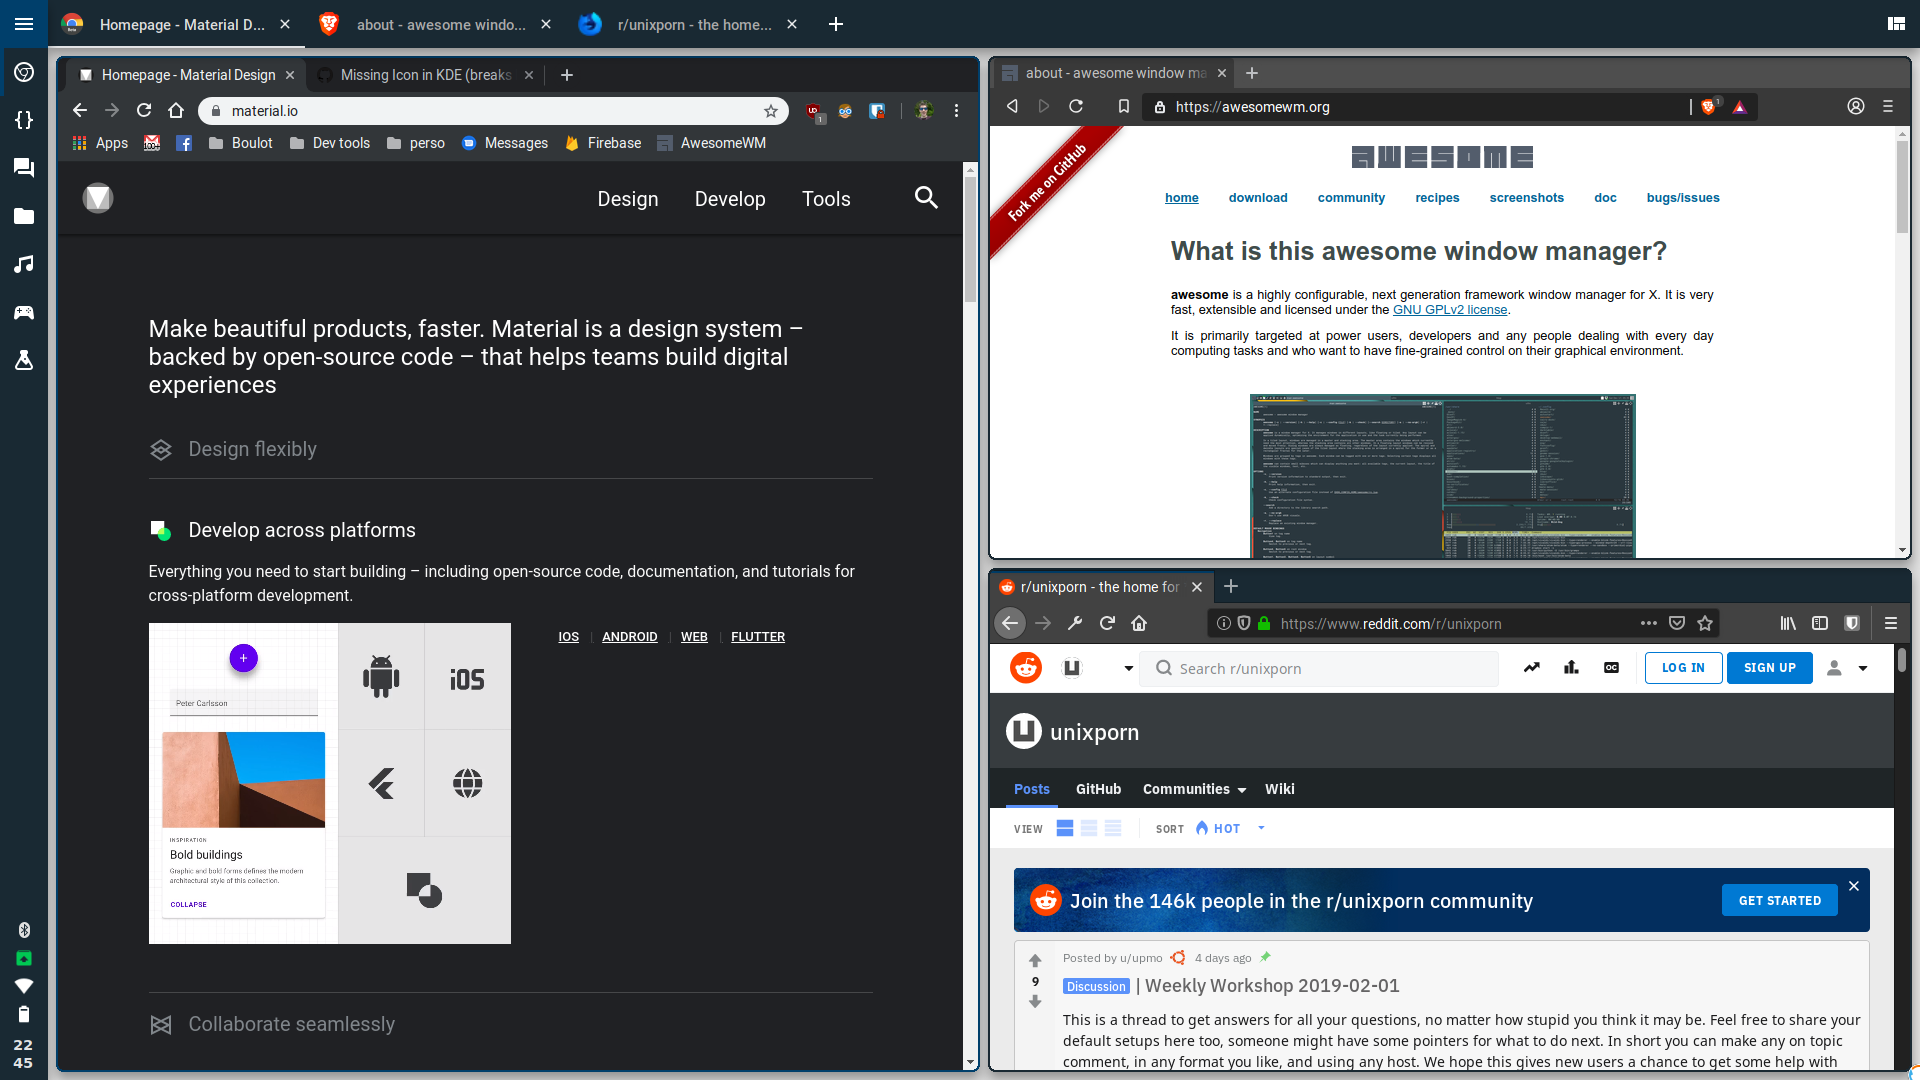 Homepage - Material D...
about - awesome windo...
r/unixporn - the home...
Homepage - Material Design
Missing Icon in KDE (breaks
material.io
1
Apps
Boulot
Dev tools
perso
Messages
Firebase
AwesomeWM
Design
Develop
Tools
Make beautiful products, faster. Material is a design system –
backed by open-source code – that helps teams build digital
experiences
Design flexibly
Develop across platforms
Everything you need to start building – including open-source code, documentation, and tutorials for
cross-platform development.
IOS
ANDROID
WEB
FLUTTER
Peter Carlsson
iOS
INSPIRATION
Bold buildings
Graphic and bold forms defines the modern
architectural style of this collection.
COLLAPSE
Collaborate seamlessly
22
45
about - awesome window ma
https://awesomewm.org
1
Fork me on GitHub
AWESOME
home
download
community
recipes
screenshots
doc
bugs/issues
What is this awesome window manager?
awesome is a highly configurable, next generation framework window manager for X. It is very
fast, extensible and licensed under the GNU GPLv2 license.
It is primarily targeted at power users, developers and any people dealing with every day
computing tasks and who want to have fine-grained control on their graphical environment.
r/unixporn - the home for
https://www.reddit.com/r/unixporn
Search r/unixporn
OC
LOG IN
SIGN UP
unixporn
Posts
GitHub
Communities
Wiki
VIEW
SORT
HOT
Join the 146k people in the r/unixporn community
GET STARTED
Posted by u/upmo
4 days ago
9
Discussion | Weekly Workshop 2019-02-01
This is a thread to get answers for all your questions, no matter how stupid you think it may be. Feel free to share your
default setups here too, someone might have some pointers for what to do next. In short you can make any on topic
comment, in any format you like, and using any host. We hope this gives new users a chance to get some help with